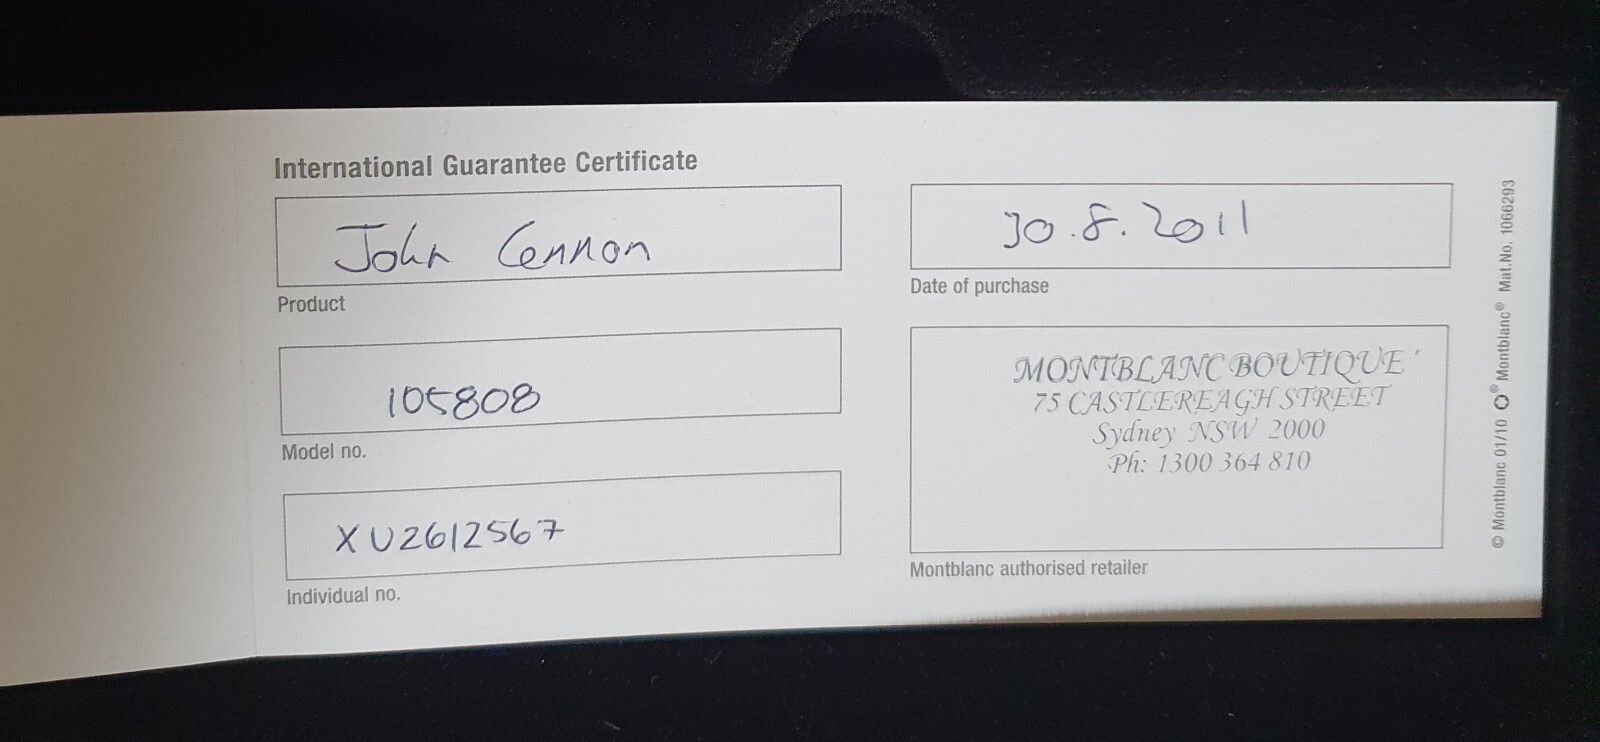 International Guarantee Certificate
John Lennon
Product
105808
Model no.
XU2612567
Individual no.
30.8.2011
Date of purchase
MONTBLANC BOUTIQUE
75 CASTLEREAGH STREET
Sydney NSW 2000
Ph: 1300 364 810
Montblanc authorised retailer
© Montblanc 01/10 ® Montblanc® Mat.No. 1066293